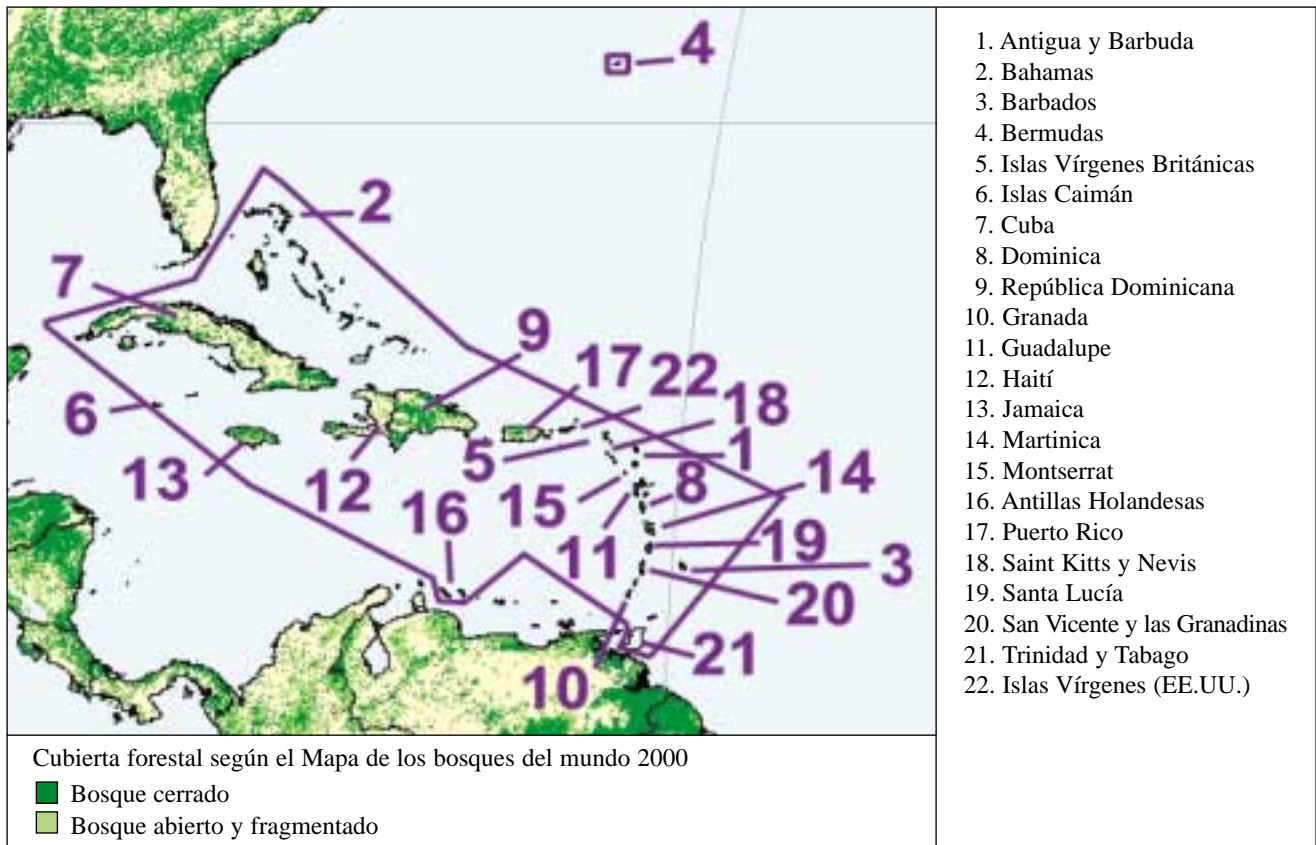 4
2
7
9
17
22
18
6
5
1
13
12
16
15
8
14
11
19
3
20
10
21
Cubierta forestal según el Mapa de los bosques del mundo 2000
Bosque cerrado
Bosque abierto y fragmentado
1. Antigua y Barbuda
2. Bahamas
3. Barbados
4. Bermudas
5. Islas Vírgenes Británicas
6. Islas Caimán
7. Cuba
8. Dominica
9. República Dominicana
10. Granada
11. Guadalupe
12. Haití
13. Jamaica
14. Martinica
15. Montserrat
16. Antillas Holandesas
17. Puerto Rico
18. Saint Kitts y Nevis
19. Santa Lucía
20. San Vicente y las Granadinas
21. Trinidad y Tabago
22. Islas Vírgenes (EE.UU.)